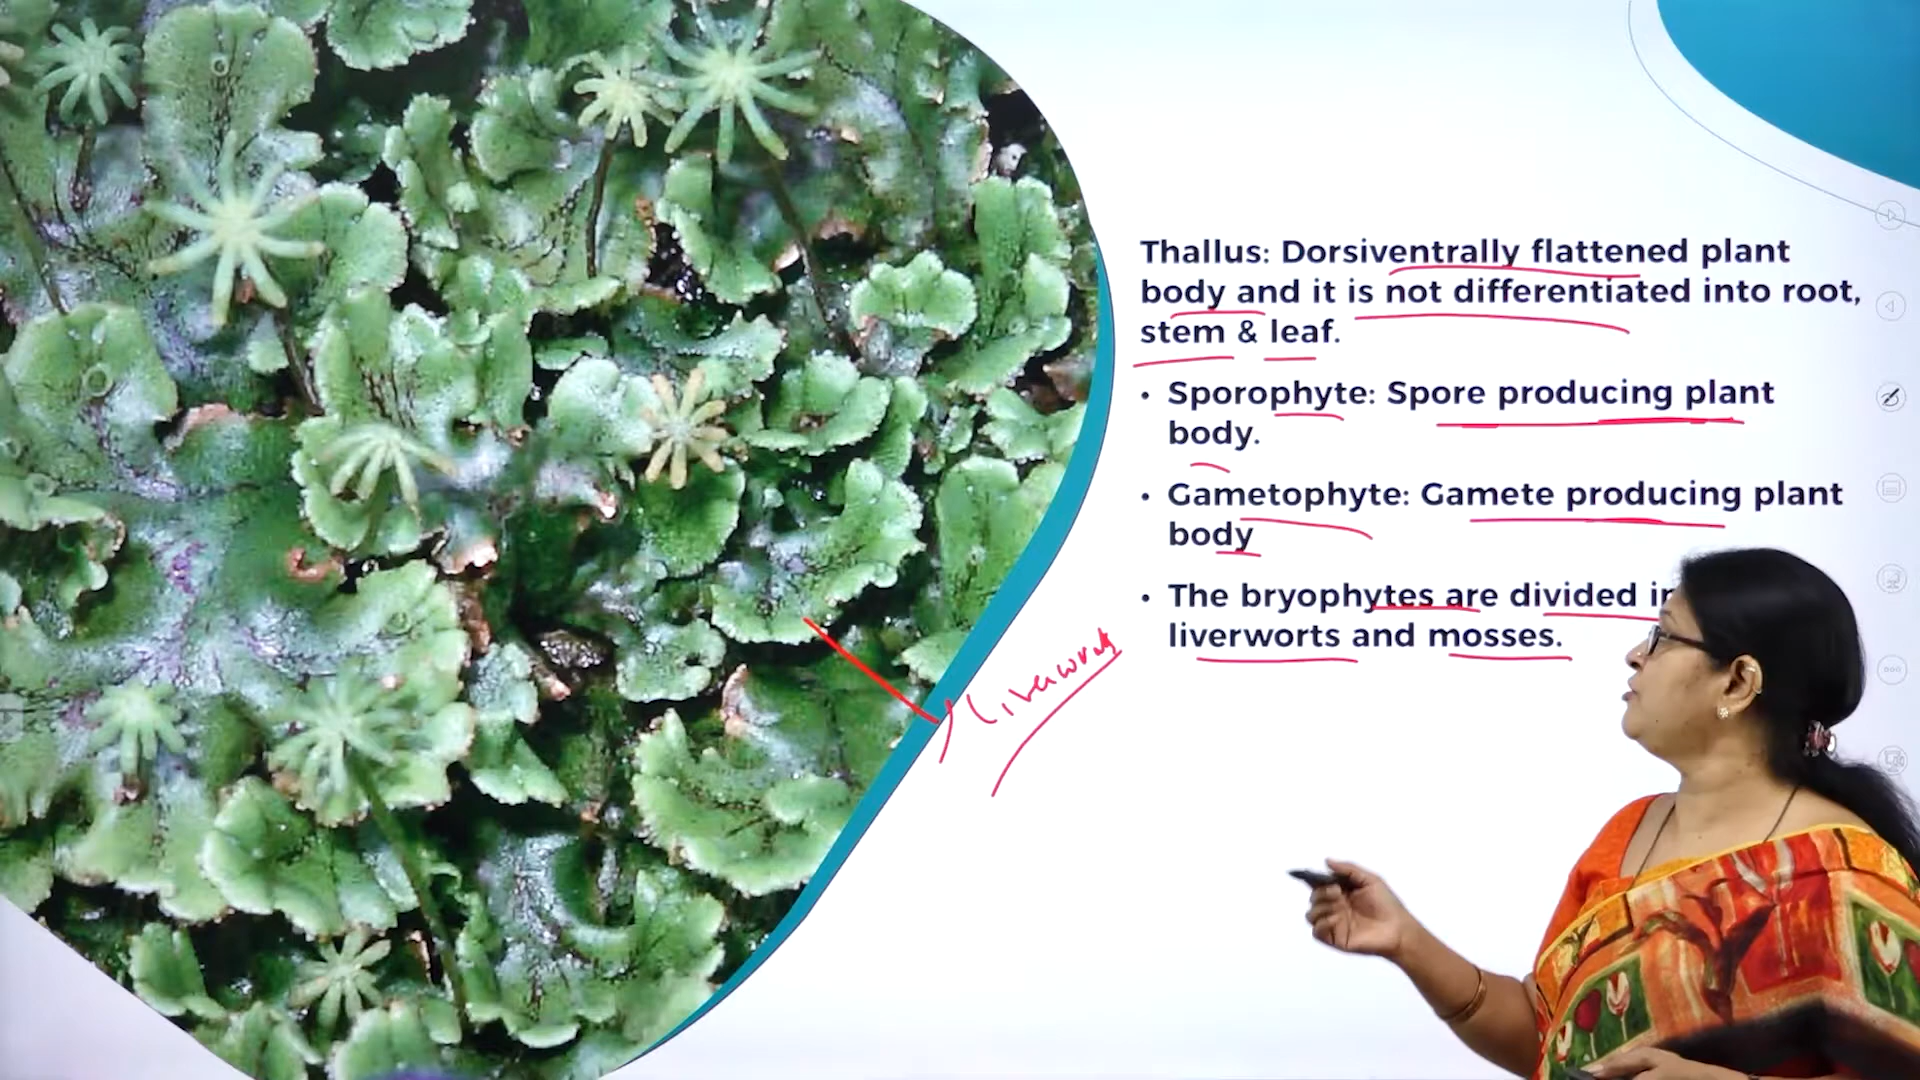 Thallus: Dorsiventrally flattened plant
body and it is not differentiated into root,
stem & leaf.
• Sporophyte: Spore producing plant
body.
• Gametophyte: Gamete producing plant
body
• The bryophytes are divided in
liverworts and mosses.
Liverworts